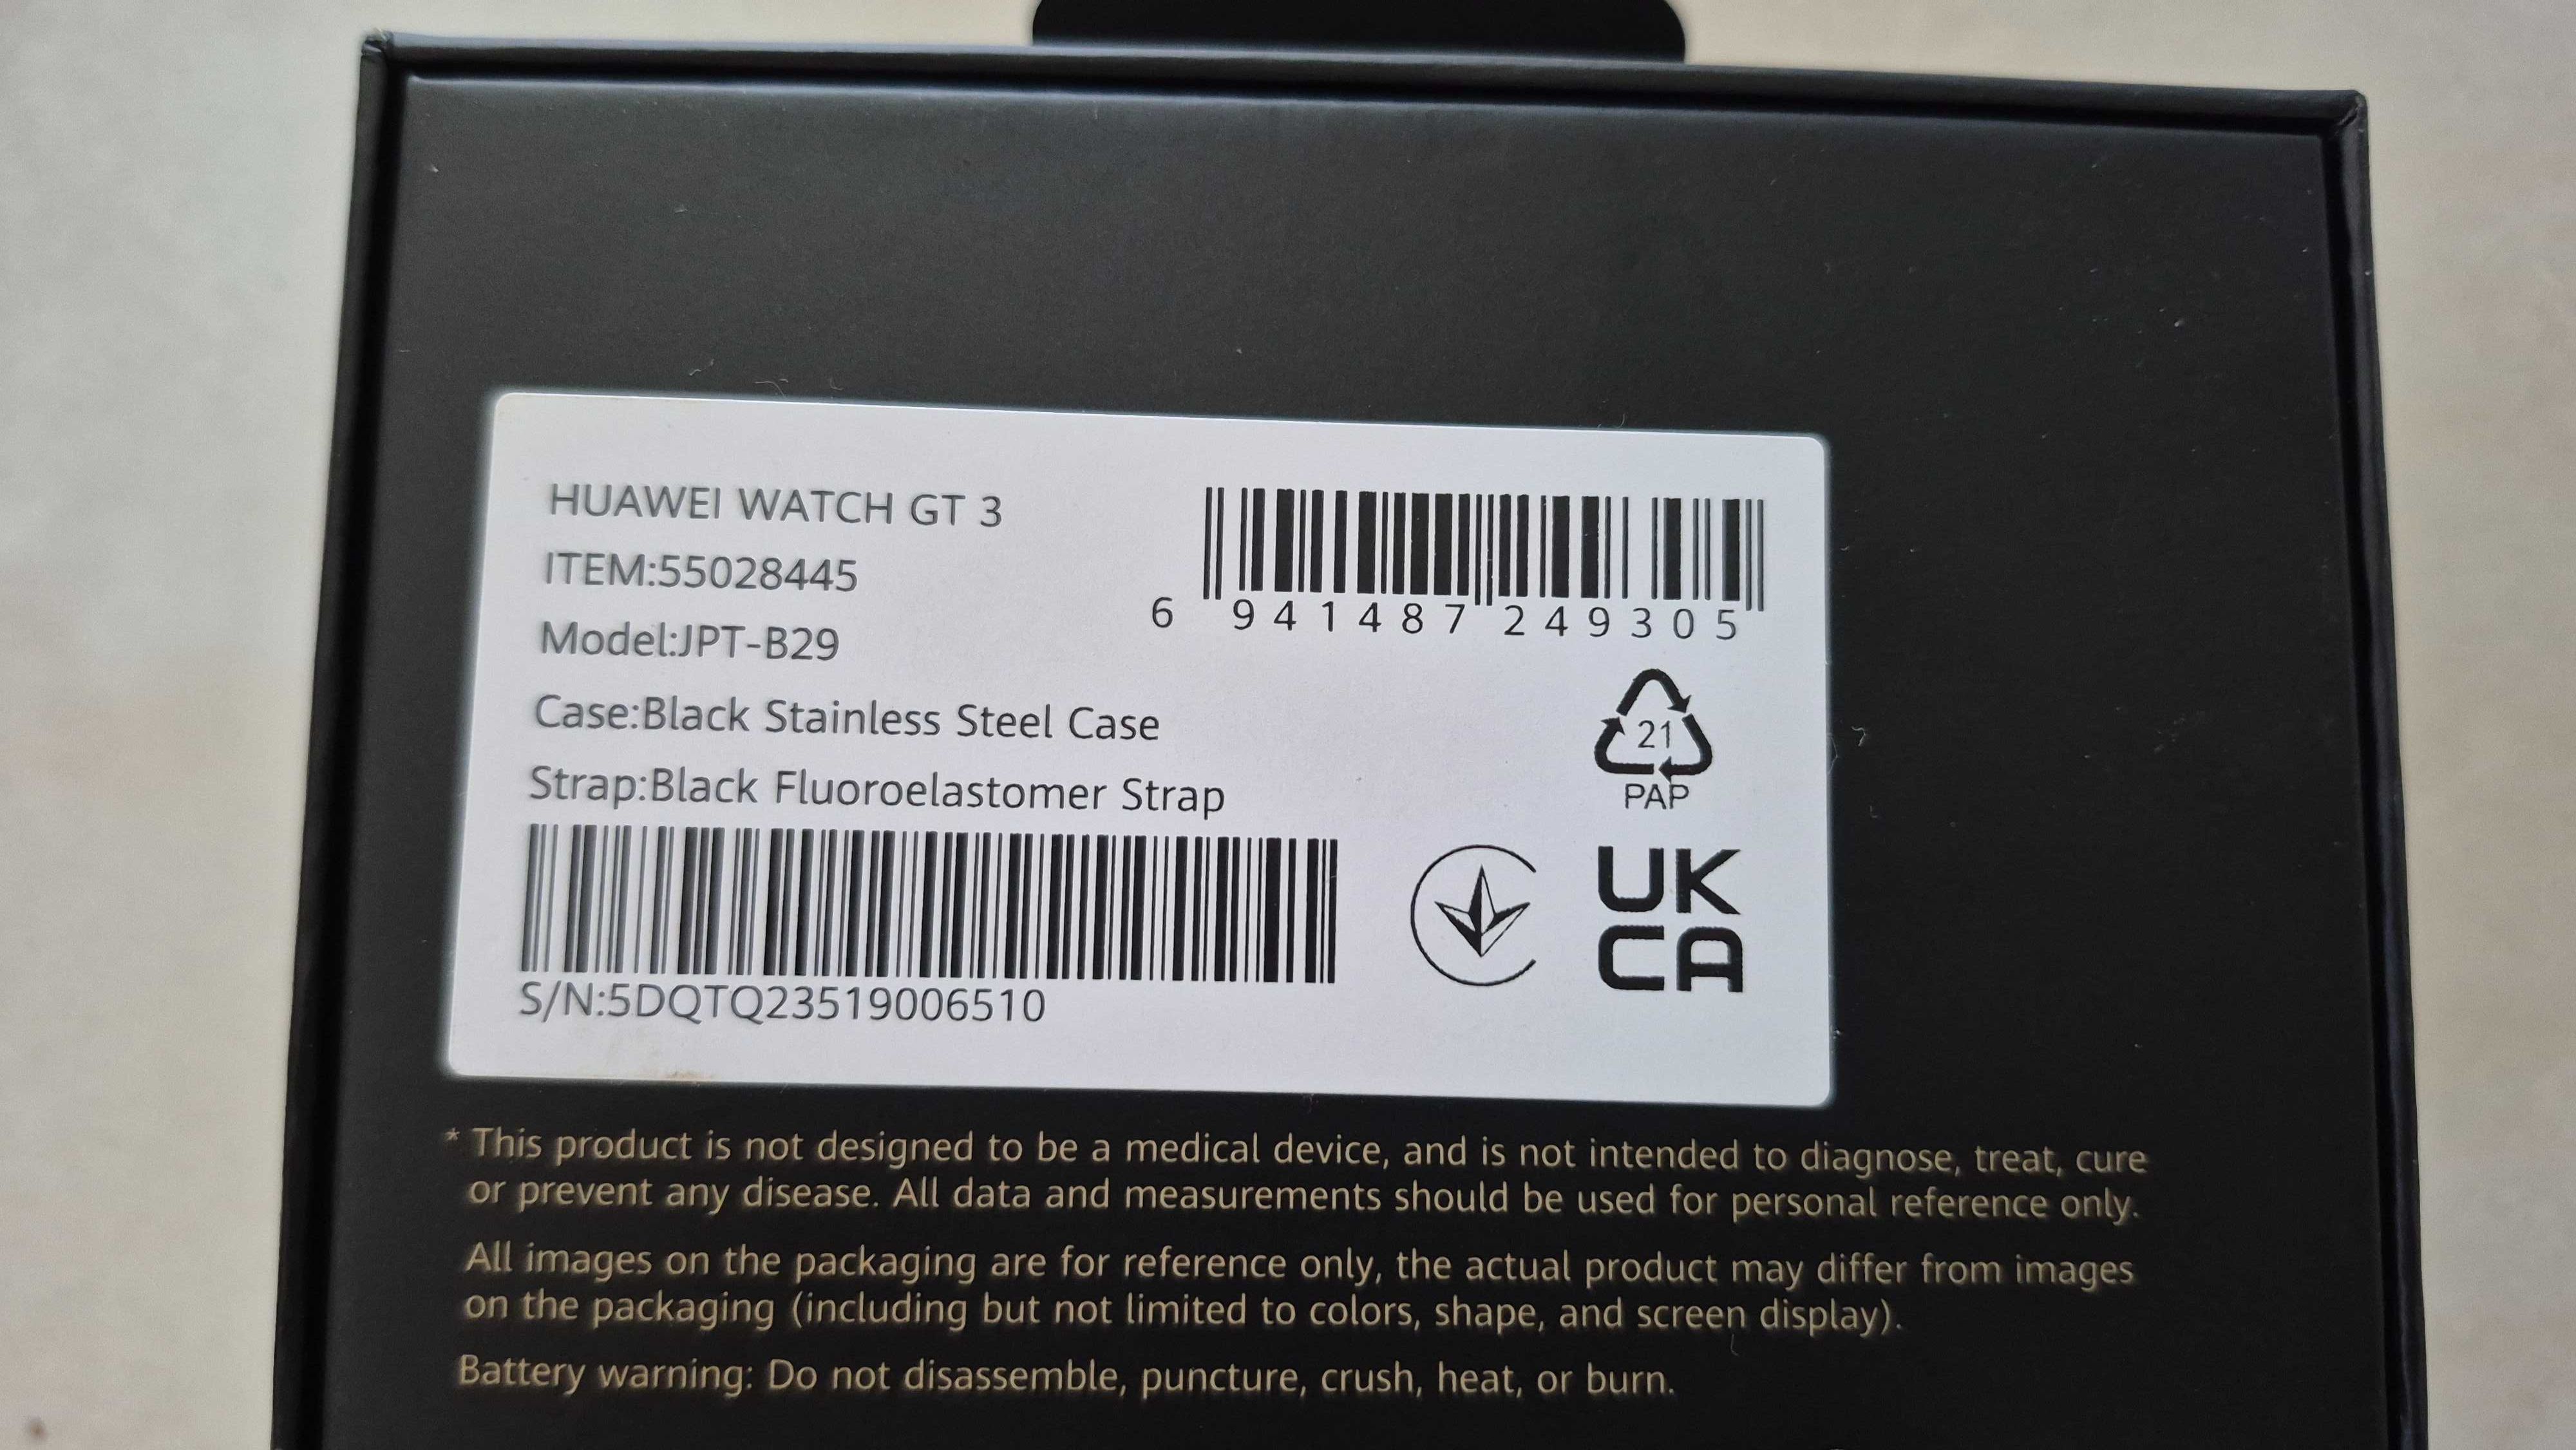 HUAWEI WATCH GT 3
ITEM:55028445
Model:JPT-B29
Case:Black Stainless Steel Case
Strap:Black Fluoroelastomer Strap
S/N:5DQTQ23519006510
6 941487 249305
21
PAP
UK
CA
* This product is not designed to be a medical device, and is not intended to diagnose, treat, cure
or prevent any disease. All data and measurements should be used for personal reference only.
All images on the packaging are for reference only, the actual product may differ from images
on the packaging (including but not limited to colors, shape, and screen display).
Battery warning: Do not disassemble, puncture, crush, heat, or burn.